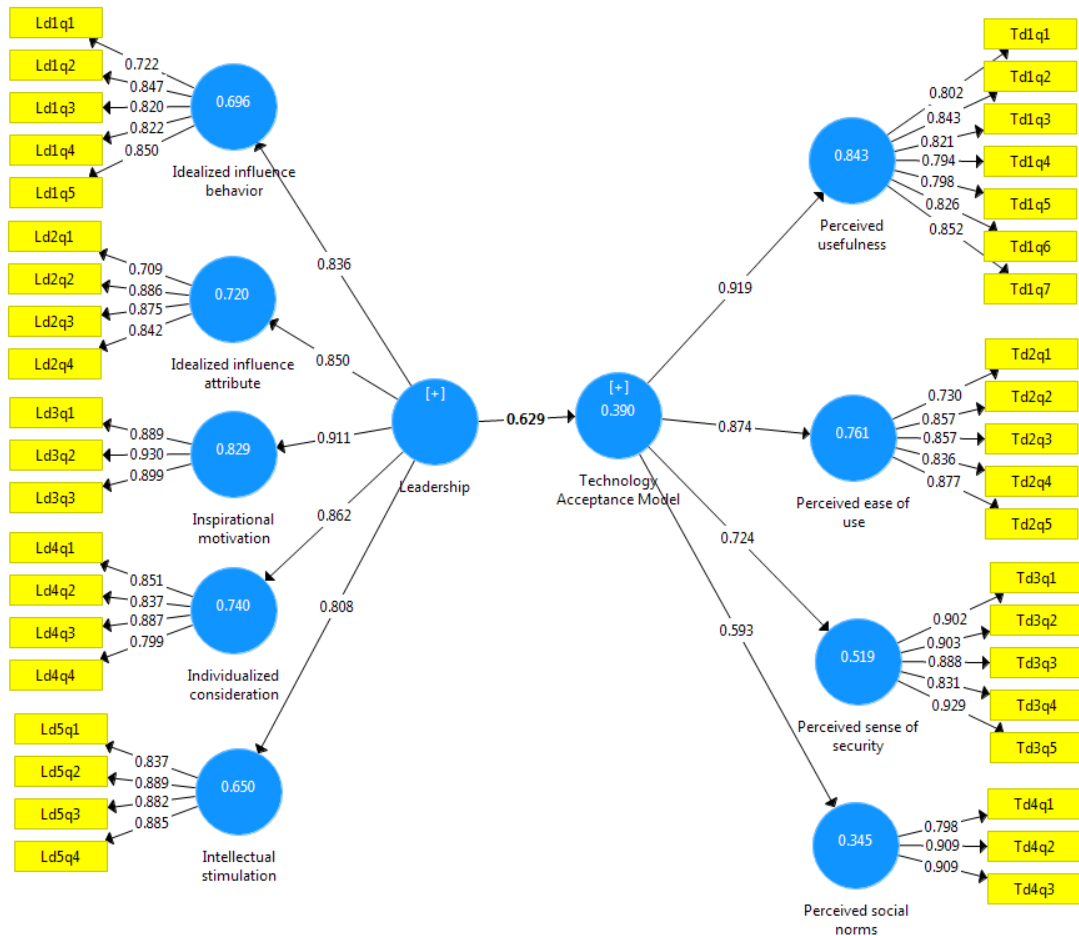 Ld1q1
Ld1q2
Ld1q3
Ld1q4
Ld1q5
0.722
0.847
0.820
0.822
0.850
0.696
Idealized influence
behavior
Ld2q1
Ld2q2
Ld2q3
Ld2q4
0.709
0.886
0.875
0.842
0.720
Idealized influence
attribute
Ld3q1
Ld3q2
Ld3q3
0.889
0.930
0.899
0.829
Inspirational
motivation
Ld4q1
Ld4q2
Ld4q3
Ld4q4
0.851
0.837
0.887
0.799
0.740
Individualized
consideration
Ld5q1
Ld5q2
Ld5q3
Ld5q4
0.837
0.889
0.882
0.885
0.650
Intellectual
stimulation
0.836
0.850
0.911
0.862
0.808
[+]
Leadership
0.629
[+]
0.390
Technology
Acceptance Model
0.919
0.874
0.724
0.593
0.843
Perceived
usefulness
0.802
0.843
0.821
0.794
0.798
0.826
0.852
Td1q1
Td1q2
Td1q3
Td1q4
Td1q5
Td1q6
Td1q7
0.761
Perceived ease of
use
0.730
0.857
0.857
0.836
0.877
Td2q1
Td2q2
Td2q3
Td2q4
Td2q5
0.519
Perceived sense of
security
0.902
0.903
0.888
0.831
0.929
Td3q1
Td3q2
Td3q3
Td3q4
Td3q5
0.345
Perceived social
norms
0.798
0.909
0.909
Td4q1
Td4q2
Td4q3